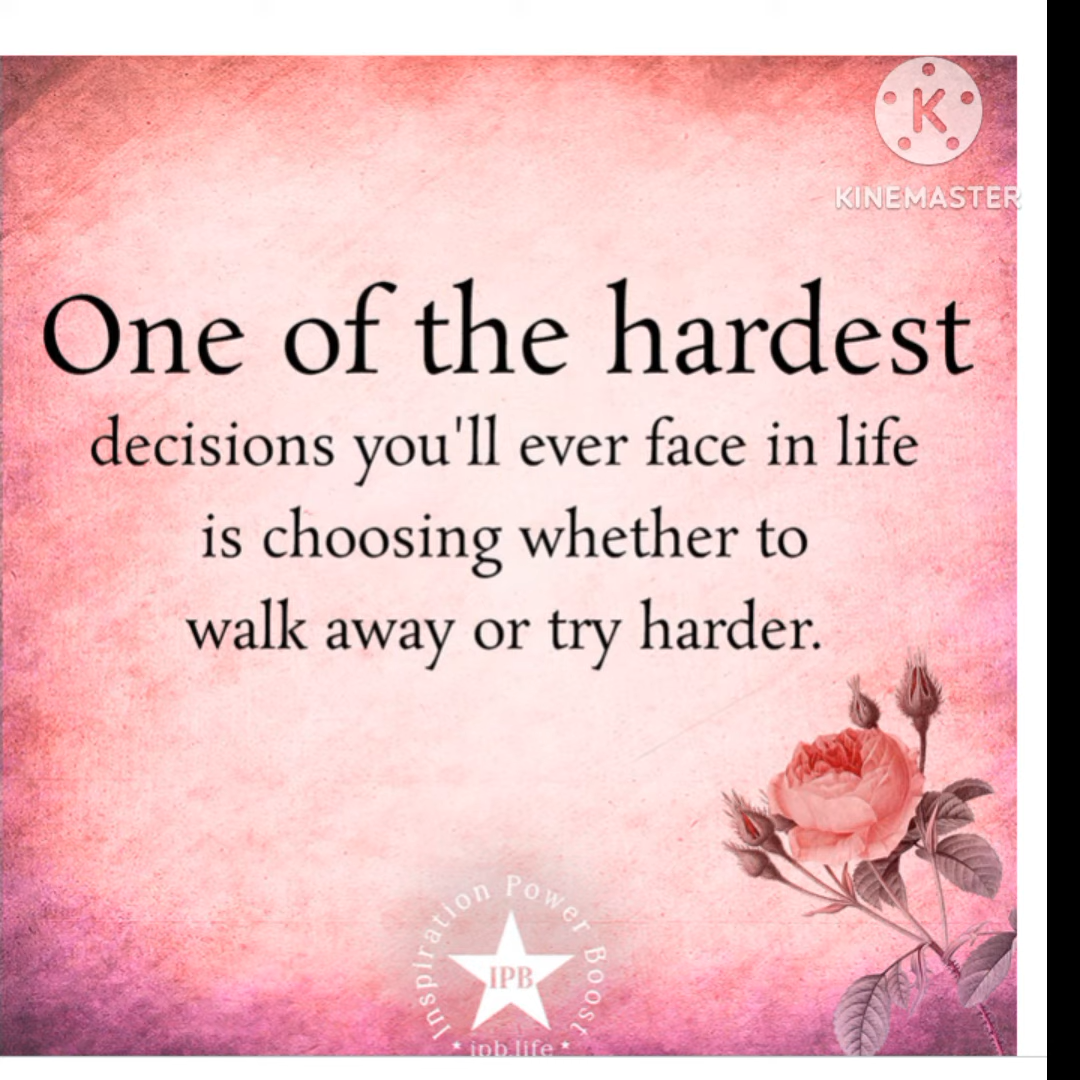 K
KINEMASTER
One of the hardest
decisions you'll ever face in life
is choosing whether to
walk away or try harder.
Inspiration Power Boost
IPB
* ipb.life *